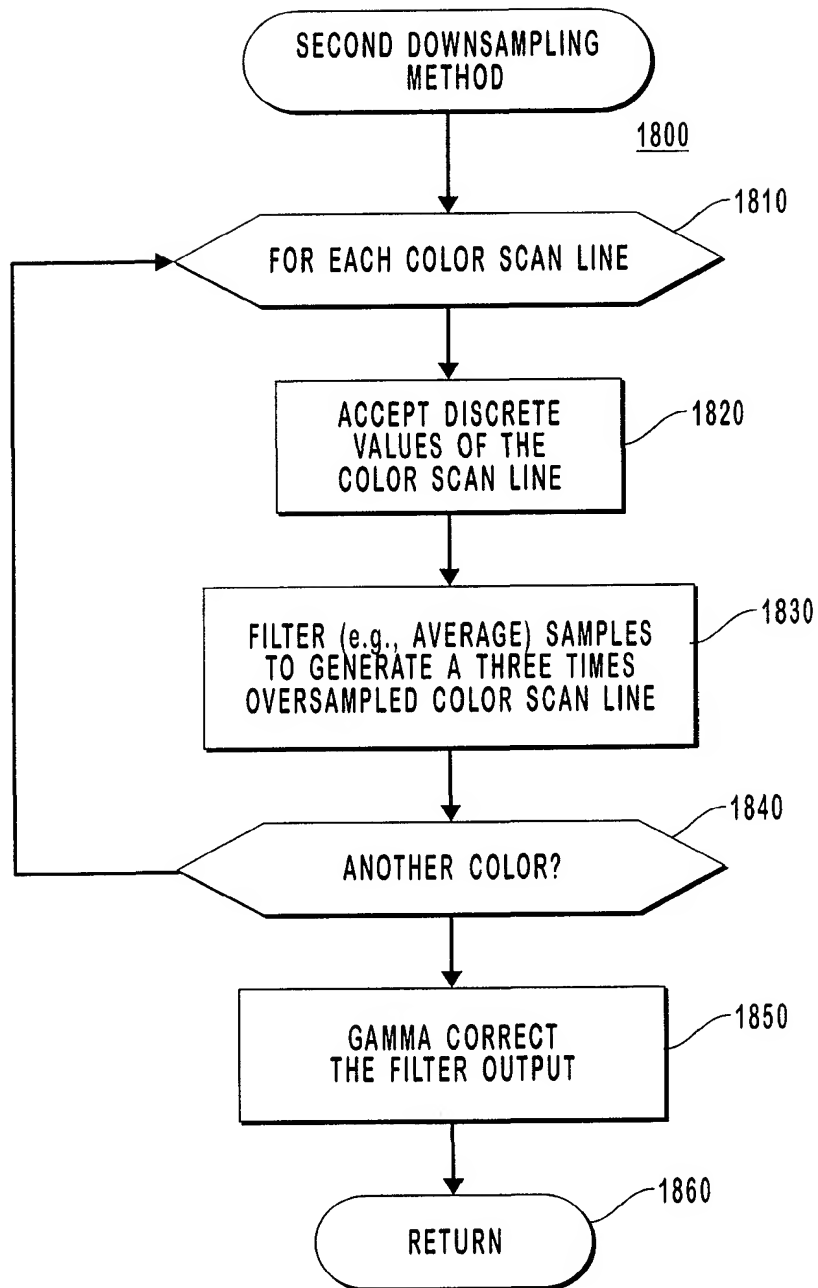 SECOND DOWNSAMPLING
METHOD
1800
1810
FOR EACH COLOR SCAN LINE
ACCEPT DISCRETE
VALUES OF THE
COLOR SCAN LINE
1820
FILTER (e.g., AVERAGE) SAMPLES
TO GENERATE A THREE TIMES
OVERSAMPLED COLOR SCAN LINE
1830
1840
ANOTHER COLOR?
GAMMA CORRECT
THE FILTER OUTPUT
1850
RETURN
1860